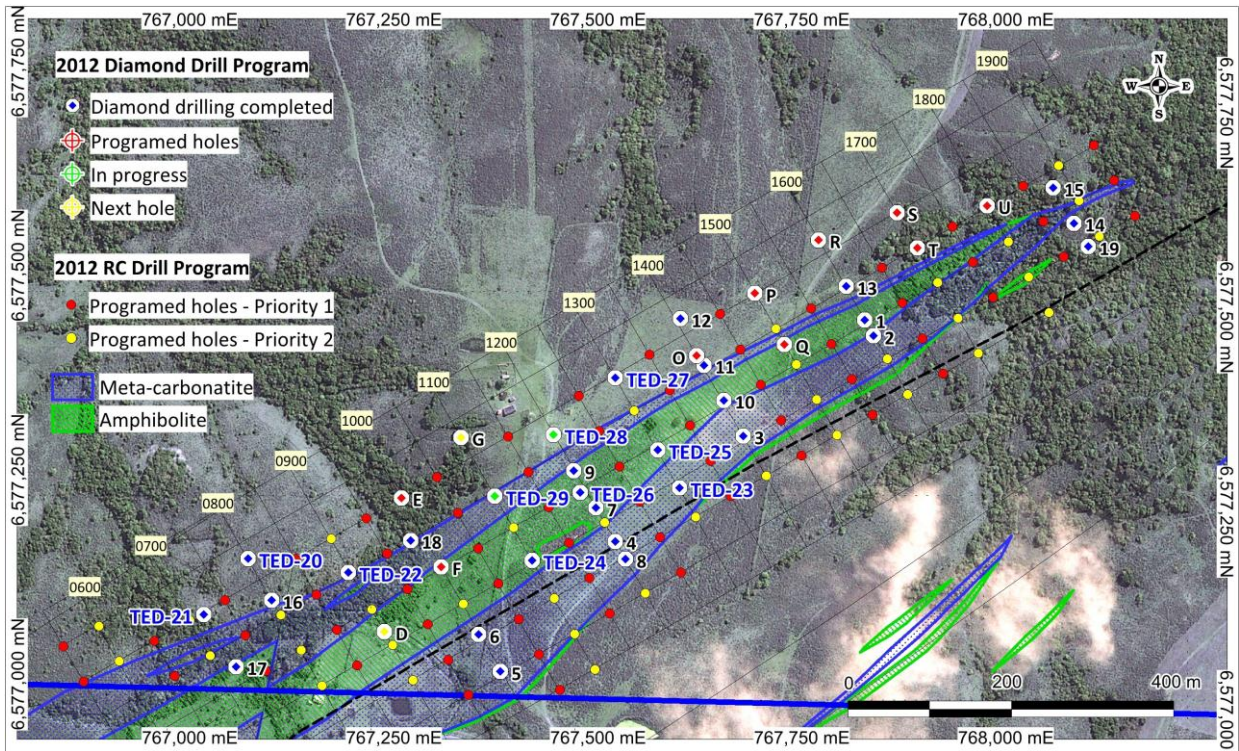 767,000 mE
767,250 mE
767,500 mE
767,750 mE
768,000 mE
6,577,750 mN
6,577,500 mN
6,577,250 mN
6,577,000 mN
2012 Diamond Drill Program
Diamond drilling completed
Programed holes
In progress
Next hole
2012 RC Drill Program
Programed holes - Priority 1
Programed holes - Priority 2
Meta-carbonatite
Amphibolite
N
W E
S
1900
1800
1700
1600
1500
1400
1300
1200
1100
1000
0900
0800
0700
0600
15
U
S
14
T
19
R
13
P
12
1
2
Q
O
11
TED-27
10
G
TED-28
3
TED-25
9
TED-23
TED-29
TED-26
E
7
18
4
TED-20
TED-24
8
TED-22
F
16
TED-21
D
6
17
5
0
200
400 m
6,577,750 mN
6,577,500 mN
6,577,250 mN
6,577,000
767,000 mE
767,250 mE
767,500 mE
767,750 mE
768,000 mE